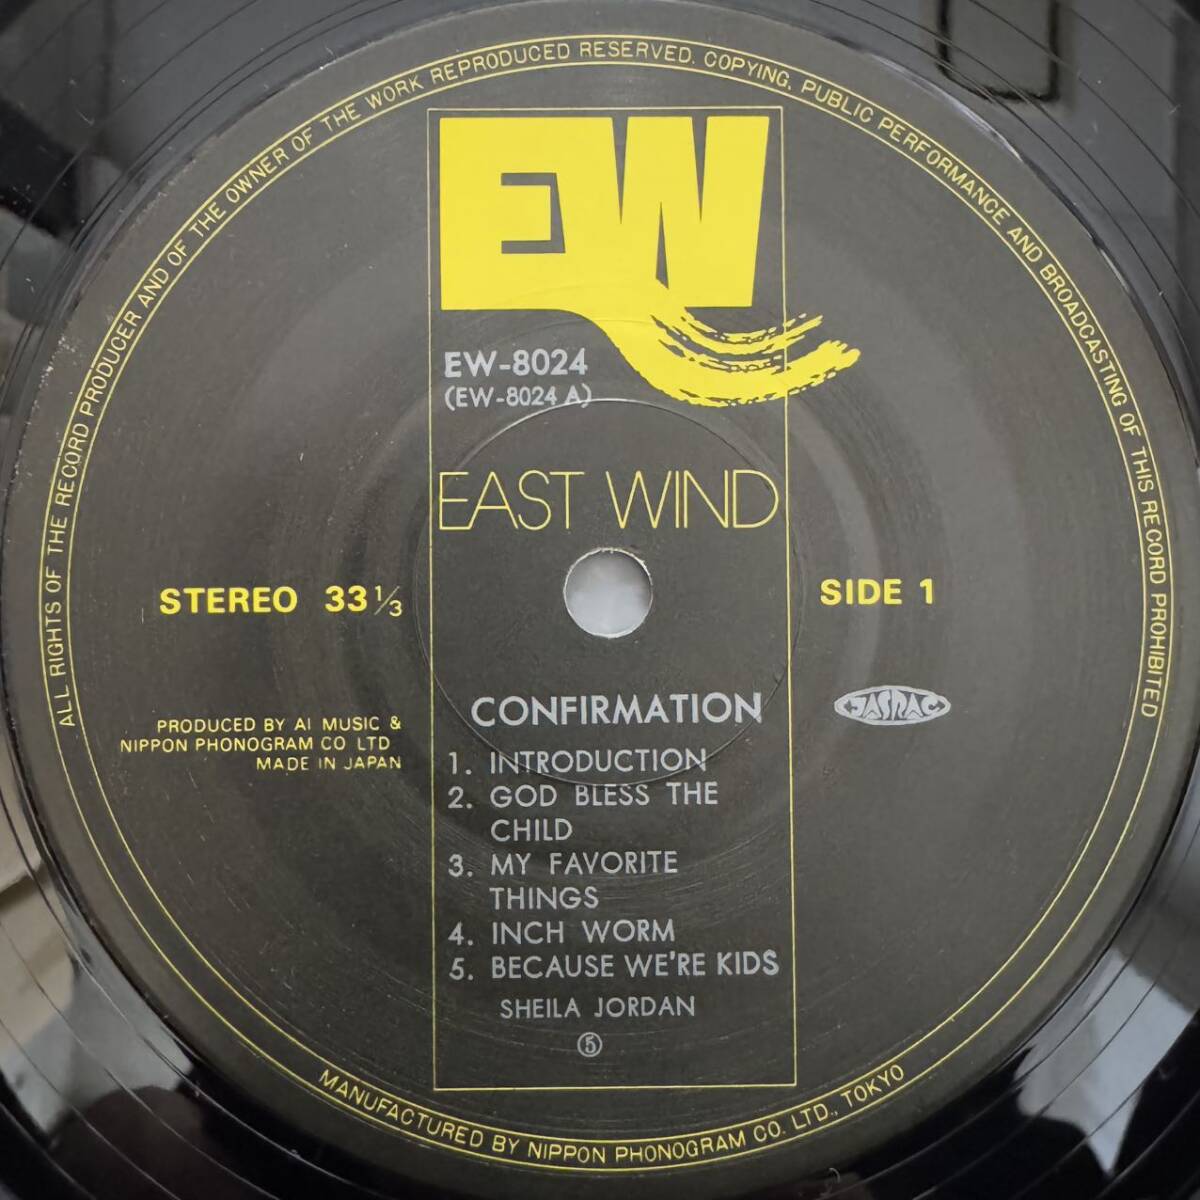 ALL RIGHTS OF THE RECORD PRODUCER AND OF THE OWNER OF THE WORK REPRODUCED RESERVED. COPYING, PUBLIC PERFORMANCE AND BROADCASTING OF THIS RECORD PROHIBITED
EW
EW-8024
(EW-8024 A)
EAST WIND
STEREO 33 1/3
SIDE 1
PRODUCED BY AI MUSIC &
NIPPON PHONOGRAM CO LTD
MADE IN JAPAN
JASRAC
CONFIRMATION
1. INTRODUCTION
2. GOD BLESS THE
CHILD
3. MY FAVORITE
THINGS
4. INCH WORM
5. BECAUSE WE'RE KIDS
SHEILA JORDAN
⑤
MANUFACTURED BY NIPPON PHONOGRAM CO. LTD., TOKYO